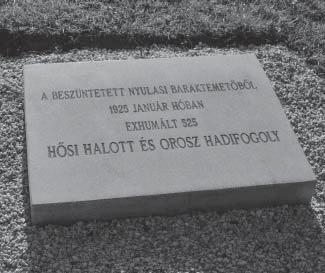 A BESZÜNTETETT NYULASI BARAKTEMETŐBŐL
1925 JANUÁR HÓBAN
EXHUMÁLT 525
HŐSI HALOTT ÉS OROSZ HADIFOGOLY